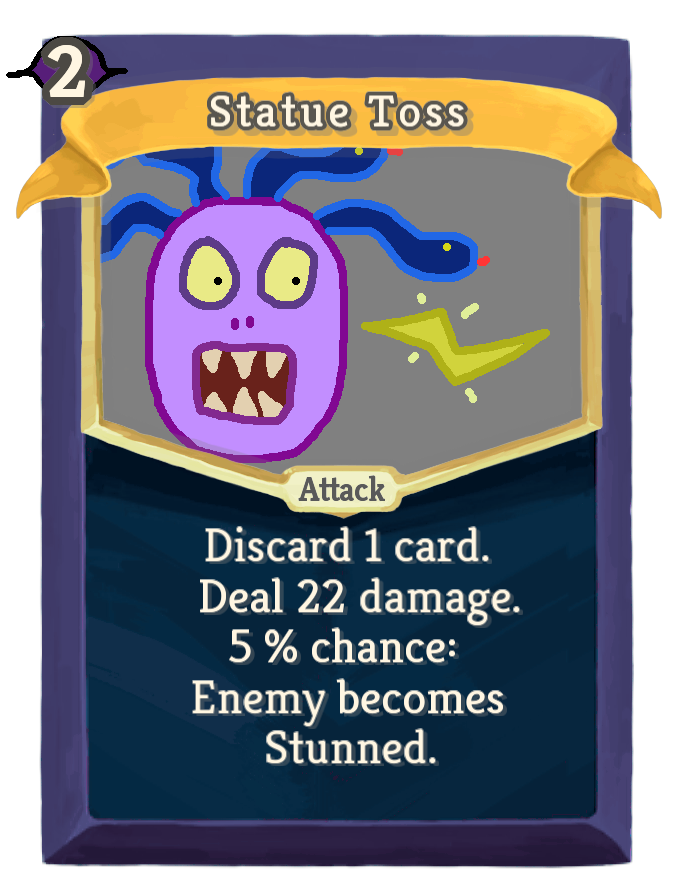 2
Statue Toss
Attack
Discard 1 card.
Deal 22 damage.
5 % chance:
Enemy becomes
Stunned.